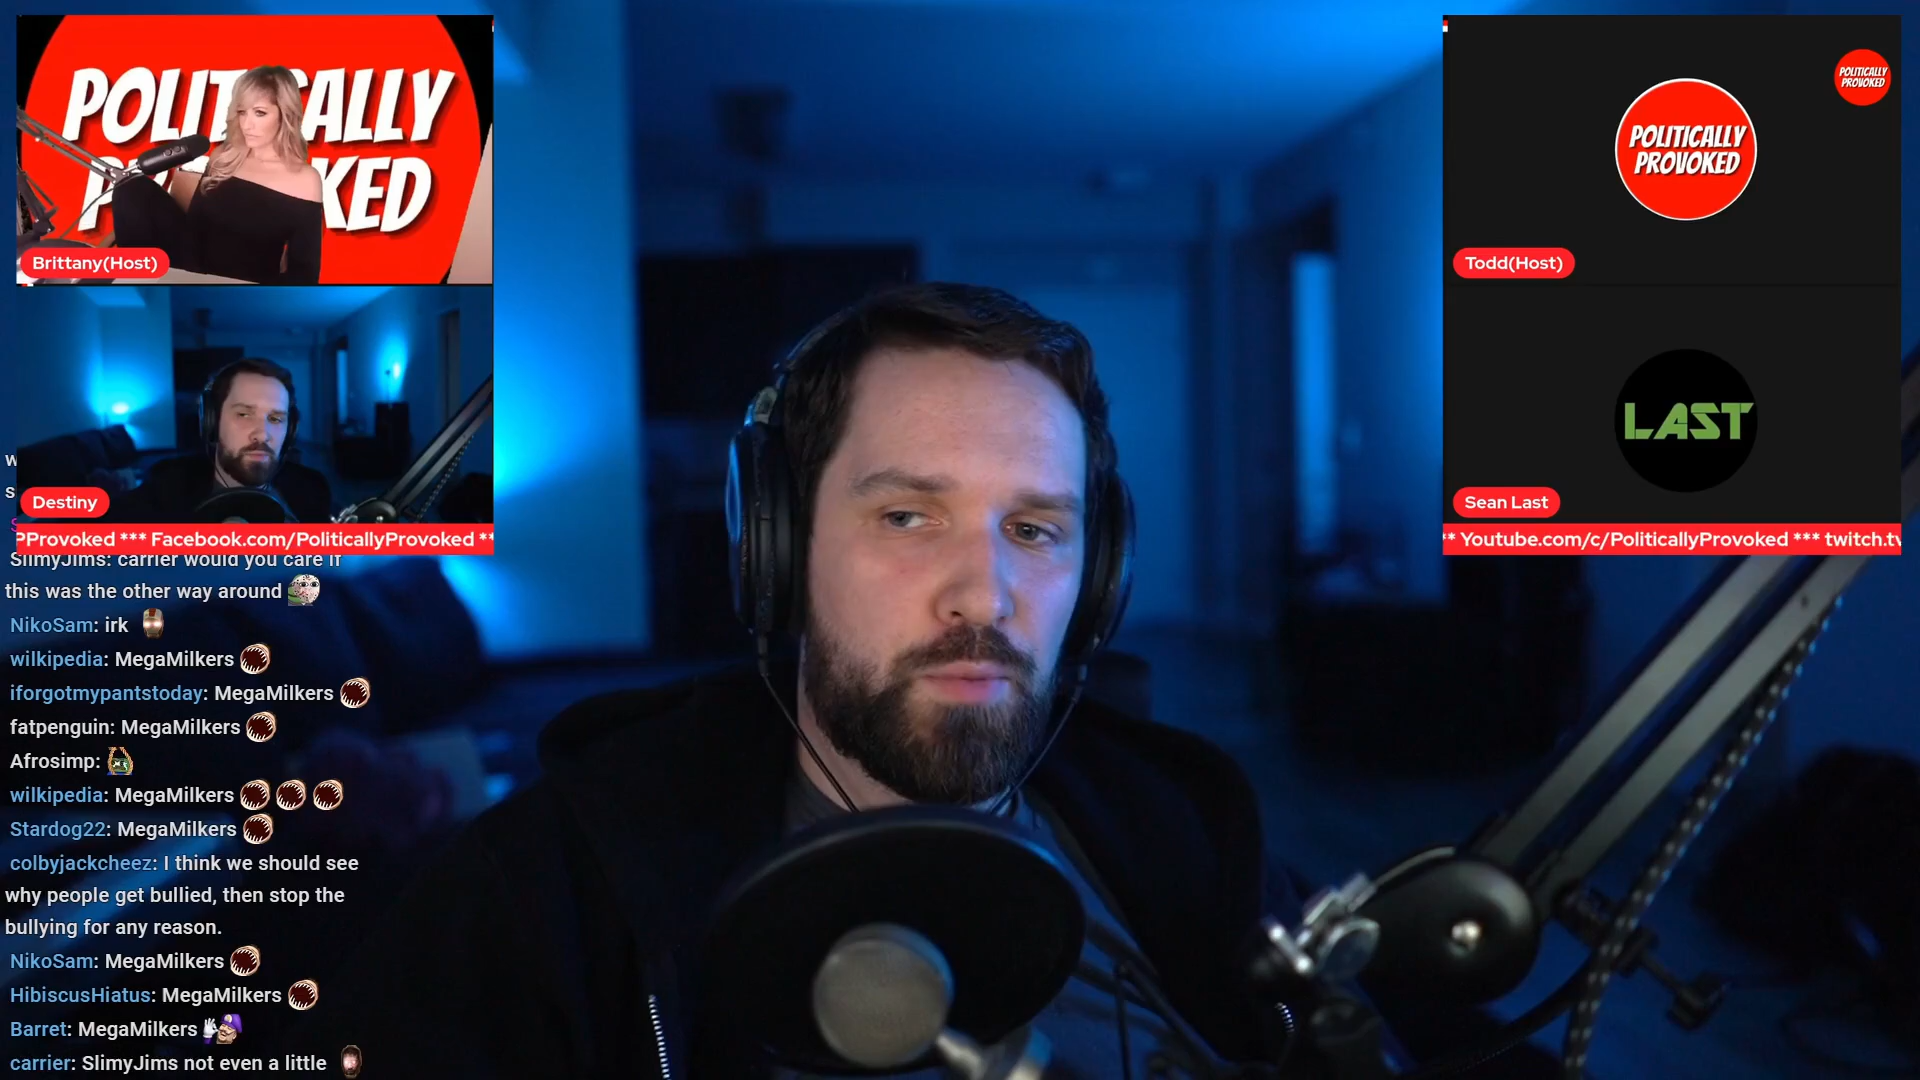 POLITICALLY
PROVOKED
Brittany(Host)
Destiny
PProvoked *** Facebook.com/PoliticallyProvoked **
POLITICALLY
PROVOKED
POLITICALLY
PROVOKED
Todd(Host)
LAST
Sean Last
** Youtube.com/c/PoliticallyProvoked *** twitch.tv
SlimyJims: carrier would you care if
this was the other way around
NikoSam: irk
wilkipedia: MegaMilkers
iforgotmypantstoday: MegaMilkers
fatpenguin: MegaMilkers
Afrosimp:
wilkipedia: MegaMilkers
Stardog22: MegaMilkers
colbyjackcheez: I think we should see
why people get bullied, then stop the
bullying for any reason.
NikoSam: MegaMilkers
HibiscusHiatus: MegaMilkers
Barret: MegaMilkers
carrier: SlimyJims not even a little